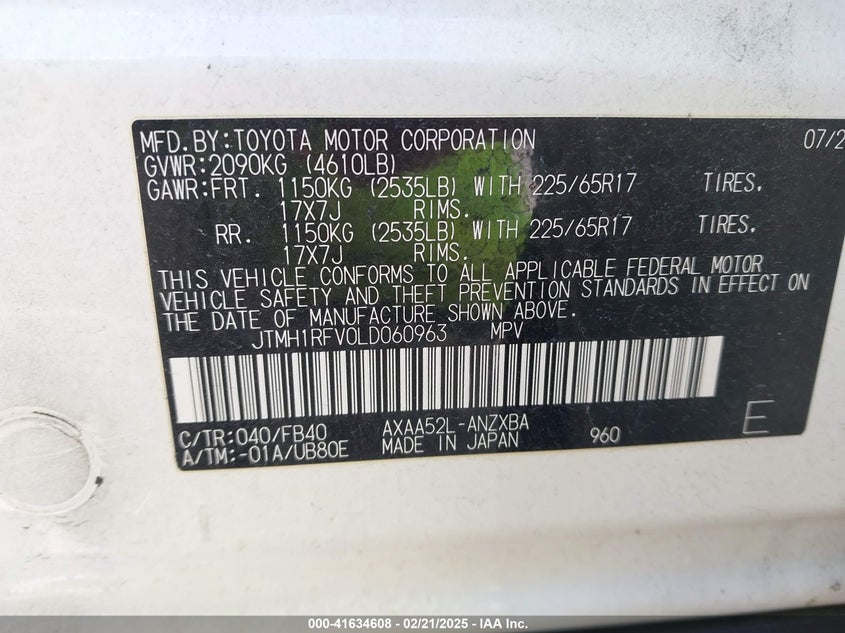 MFD.BY:TOYOTA MOTOR CORPORATION 07/2
GVWR:2090KG (4610LB)
GAWR:FRT. 1150KG (2535LB) WITH 225/65R17 TIRES.
17X7J RIMS.
RR. 1150KG (2535LB) WITH 225/65R17 TIRES.
17X7J RIMS.
THIS VEHICLE CONFORMS TO ALL APPLICABLE FEDERAL MOTOR
VEHICLE SAFETY AND THEFT PREVENTION STANDARDS IN EFFECT ON
THE DATE OF MANUFACTURE SHOWN ABOVE.
JTMH1RFV0LD060963 MPV
C/TR:040/FB40 AXAA52L-ANZXBA
A/TM:-01A/UB80E MADE IN JAPAN 960 E
000-41634608 - 02/21/2025 - IAA Inc.